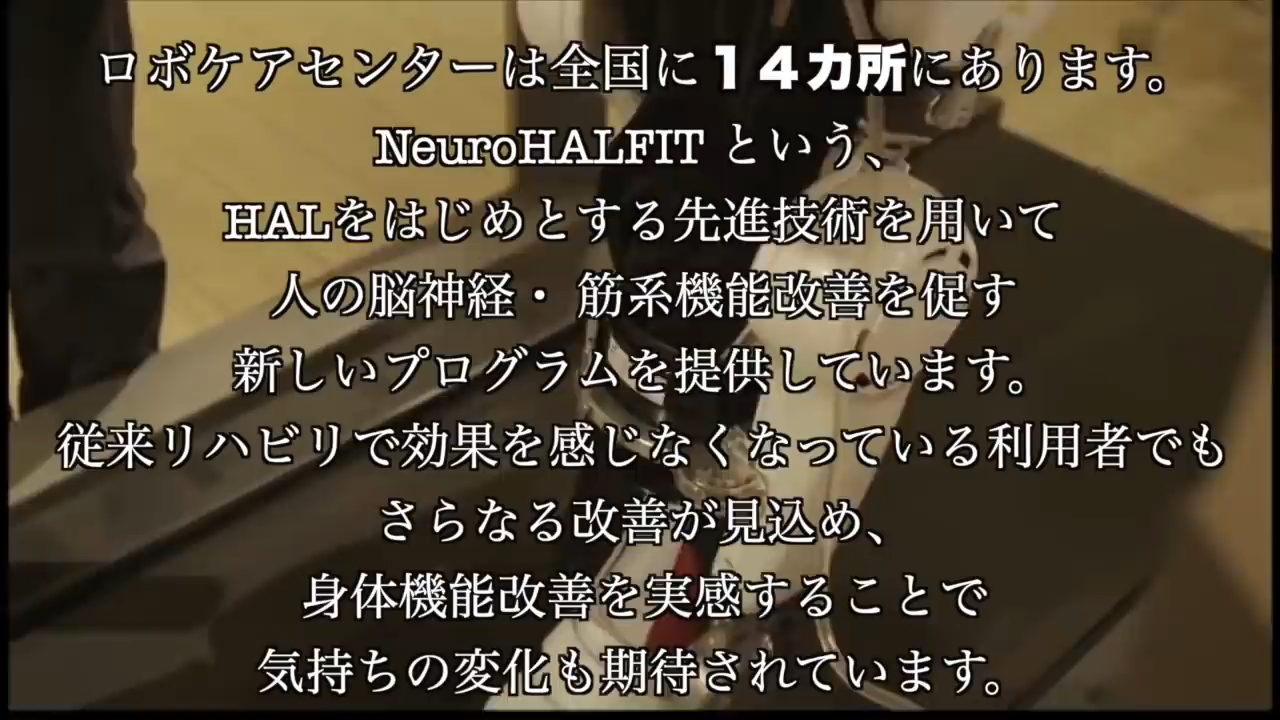 ロボケアセンターは全国に１４カ所にあります。
NeuroHALFIT という、
HALをはじめとする先進技術を用いて
人の脳神経・ 筋系機能改善を促す
新しいプログラムを提供しています。
従来リハビリで効果を感じなくなっている利用者でも
さらなる改善が見込め、
身体機能改善を実感することで
気持ちの変化も期待されています。